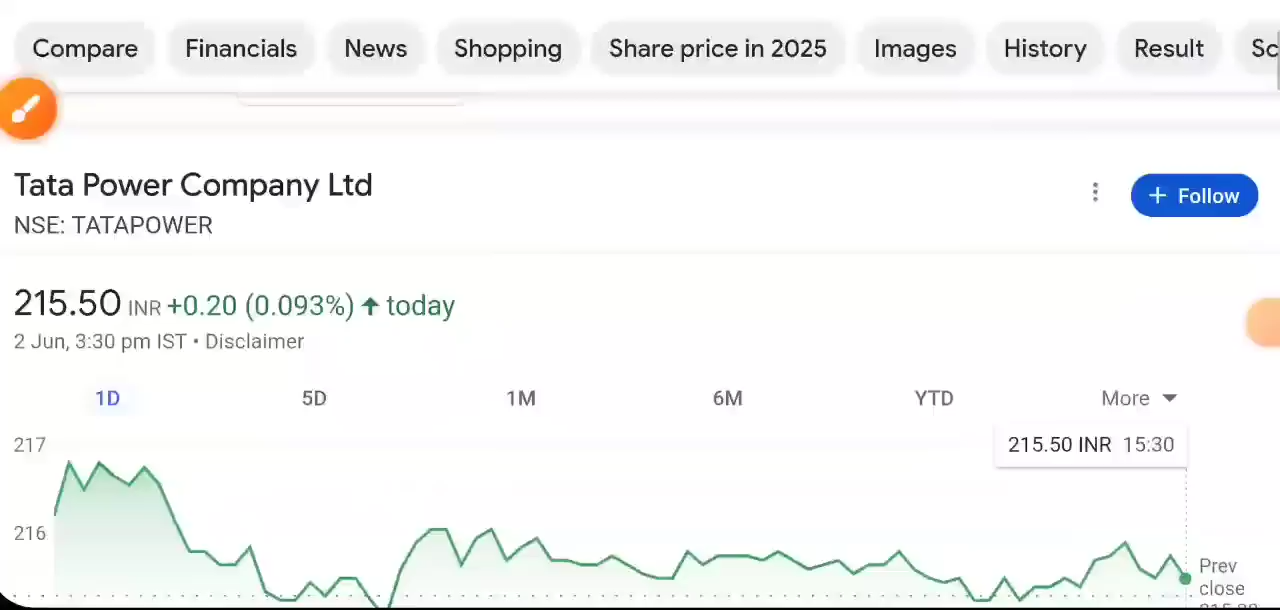 Compare Financials News Shopping Share price in 2025 Images History Result
Tata Power Company Ltd
+ Follow
NSE: TATAPOWER
215.50 INR +0.20 (0.093%) ↑ today
2 Jun, 3:30 pm IST • Disclaimer
1D 5D 1M 6M YTD More
217
215.50 INR 15:30
216
Prev
close